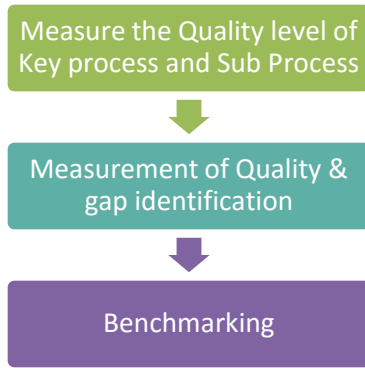 Measure the Quality level of
Key process and Sub Process
Measurement of Quality &
gap identification
Benchmarking